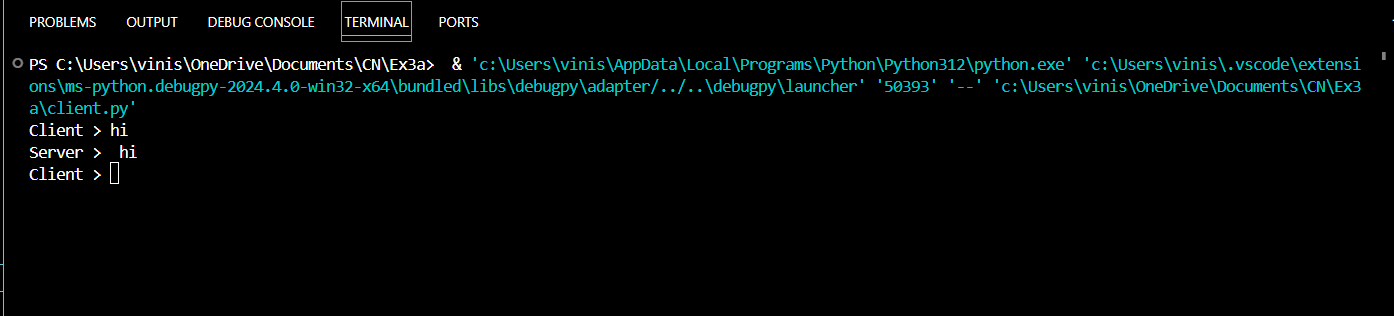 PROBLEMS OUTPUT DEBUG CONSOLE TERMINAL PORTS
PS C:\Users\vinis\OneDrive\Documents\CN\Ex3a>  & 'c:\Users\vinis\AppData\Local\Programs\Python\Python312\python.exe' 'c:\Users\vinis\.vscode\extensi
ons\ms-python.debugpy-2024.4.0-win32-x64\bundled\libs\debugpy\adapter/../..\debugpy\launcher' '50393' '--' 'c:\Users\vinis\OneDrive\Documents\CN\Ex3
a\client.py'
Client > hi
Server >  hi
Client >